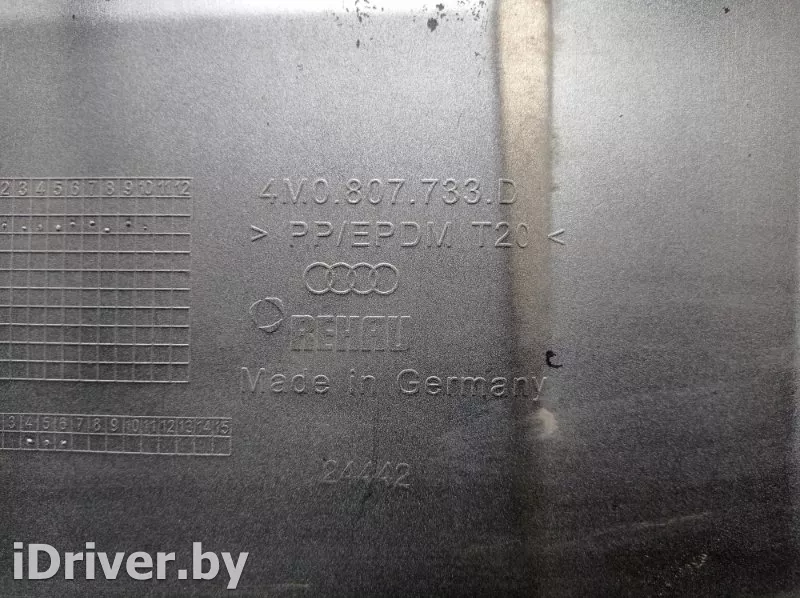 2 3 4 5 6 7 8 9 10 11 12
4M0.807.733.D
> PP/EPDM T20 <
REHAU
Made in Germany
3 4 5 6 7 8 9 10 11 12 13 14 15
24442
iDriver.by